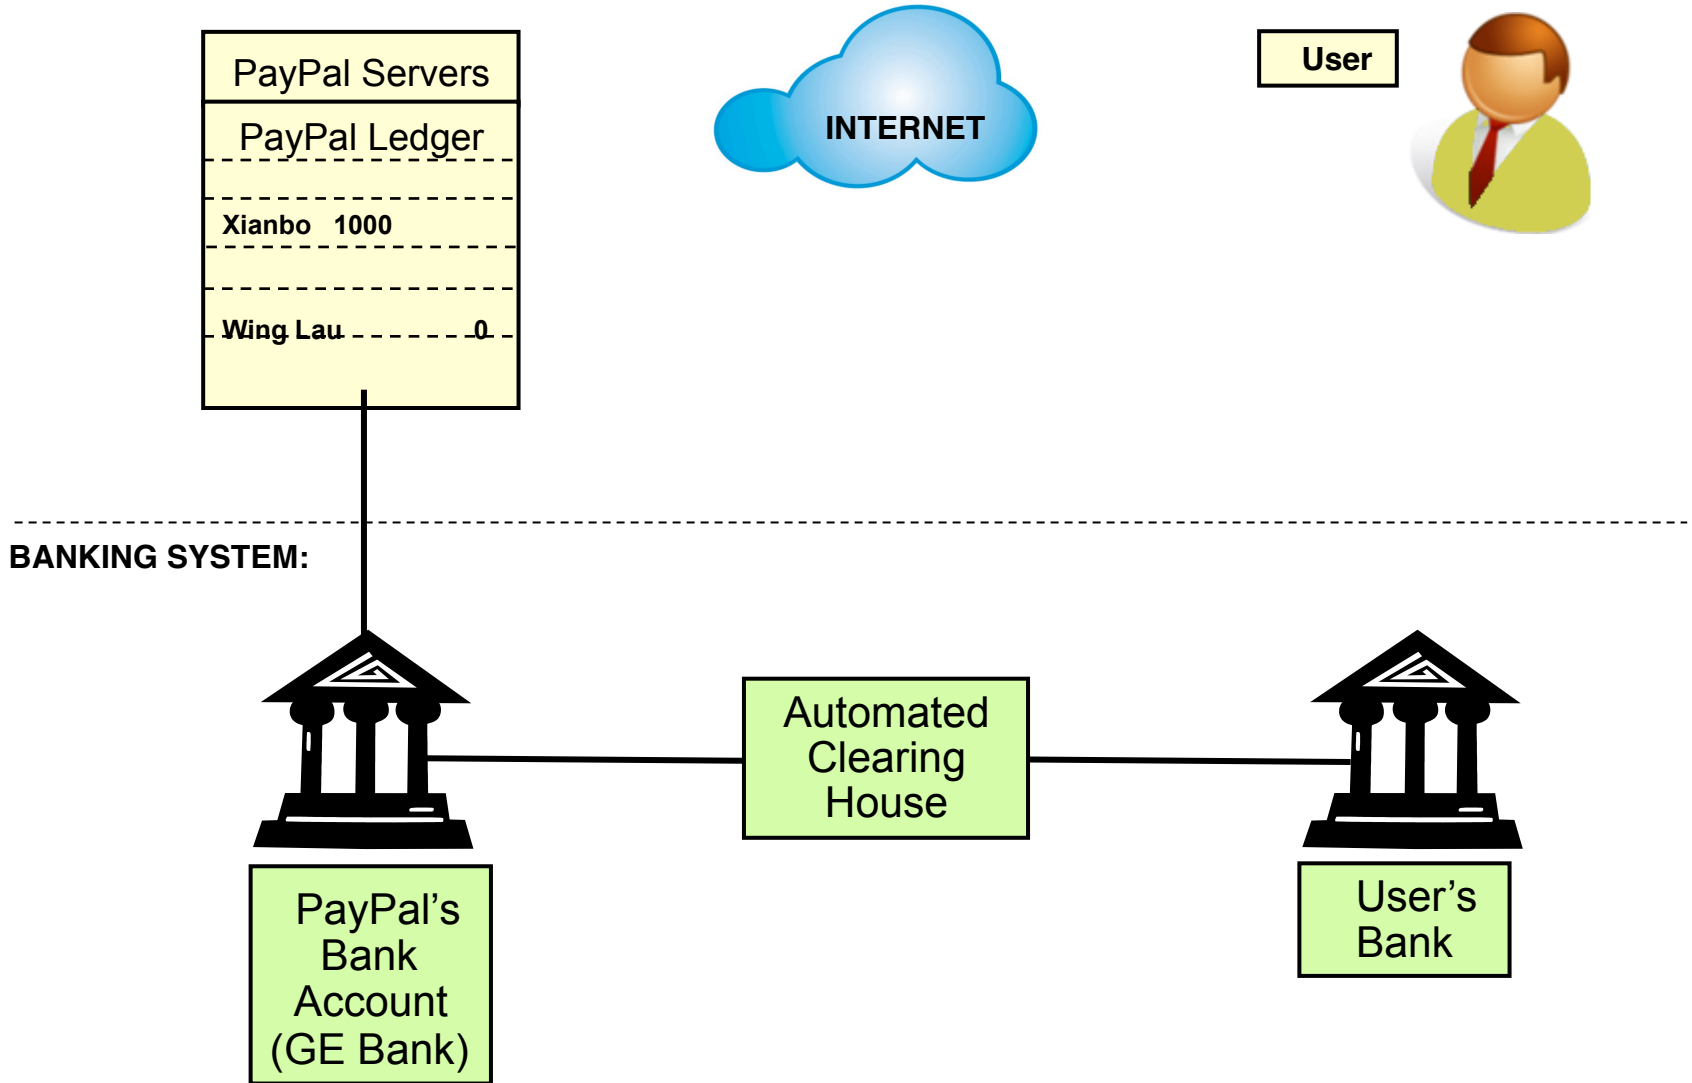 PayPal Servers
PayPal Ledger
Xianbo 1000
Wing Lau 0
INTERNET
User
BANKING SYSTEM:
Automated
Clearing
House
PayPal’s
Bank
Account
(GE Bank)
User’s
Bank